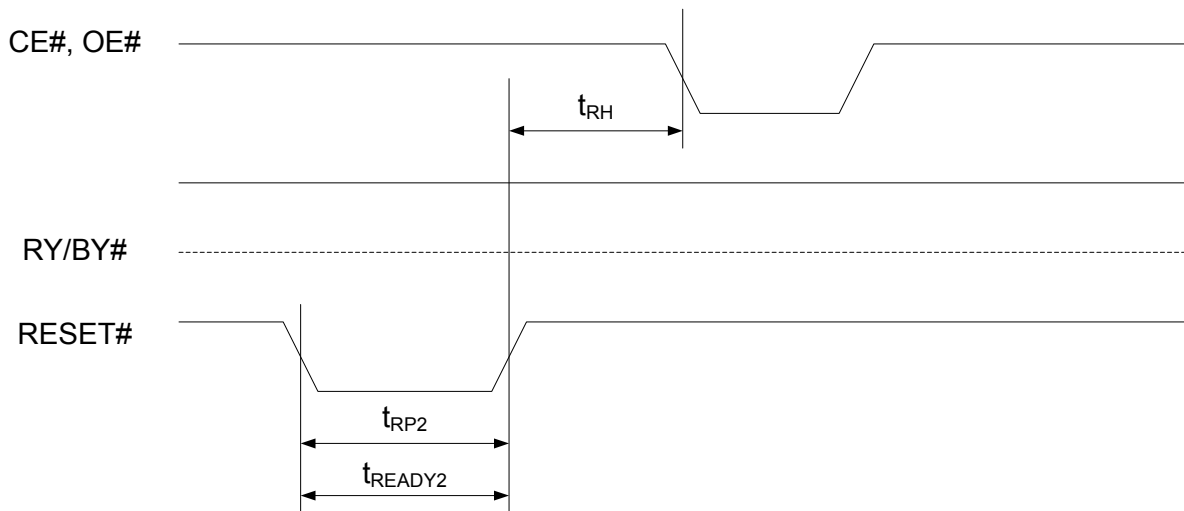 CE#, OE#
tRH
RY/BY#
RESET#
tRP2
tREADY2